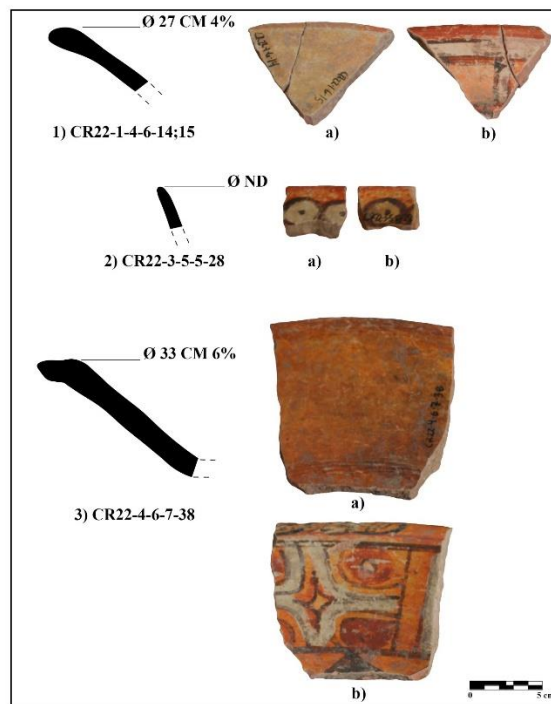 Ø 27 CM 4%
1) CR22-1-4-6-14;15
a)
b)
Ø ND
2) CR22-3-5-5-28
a)
b)
Ø 33 CM 6%
3) CR22-4-6-7-38
a)
b)
0
5 cm